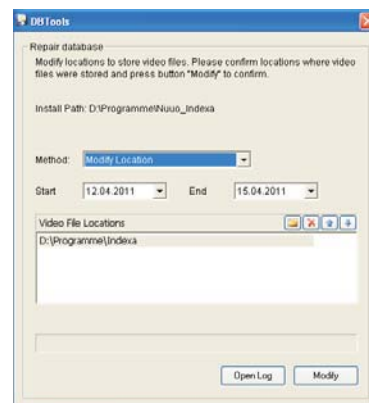 DBTools
Repair database
Modify locations to store video files. Please confirm locations where video
files were stored and press button "Modify" to confirm.
Install Path: D:\Programme\Nuuo_Indexa
Method: Modify Location
Start 12.04.2011 End 15.04.2011
Video File Locations
D:\Programme\Indexa
Open Log Modify